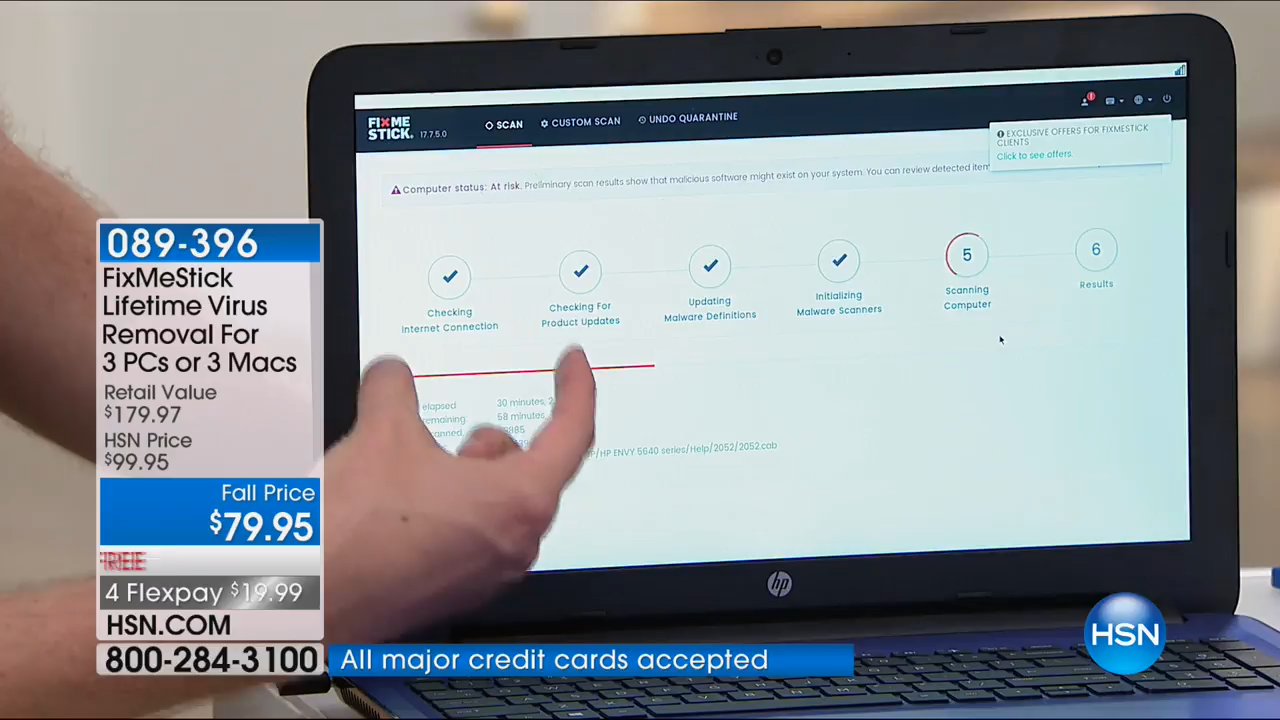 FIXME
STICK. 17.7.5.0
SCAN
CUSTOM SCAN
UNDO QUARANTINE
EXCLUSIVE OFFERS FOR FIXMESTICK
CLIENTS
Click to see offers
Computer status: At risk. Preliminary scan results show that malicious software might exist on your system. You can review detected
5
6
Checking
Internet Connection
Checking For
Product Updates
Updating
Malware Definitions
Initializing
Malware Scanners
Scanning
Computer
Results
elapsed
30 minutes,
remaining
58 minutes,
/HP ENVY 5640 series/Help/2052/2052.cab
hp
089-396
FixMeStick
Lifetime Virus
Removal For
3 PCs or 3 Macs
Retail Value
$179.97
HSN Price
$99.95
Fall Price
$79.95
FREE
4 Flexpay $19.99
HSN.COM
800-284-3100
All major credit cards accepted
HSN